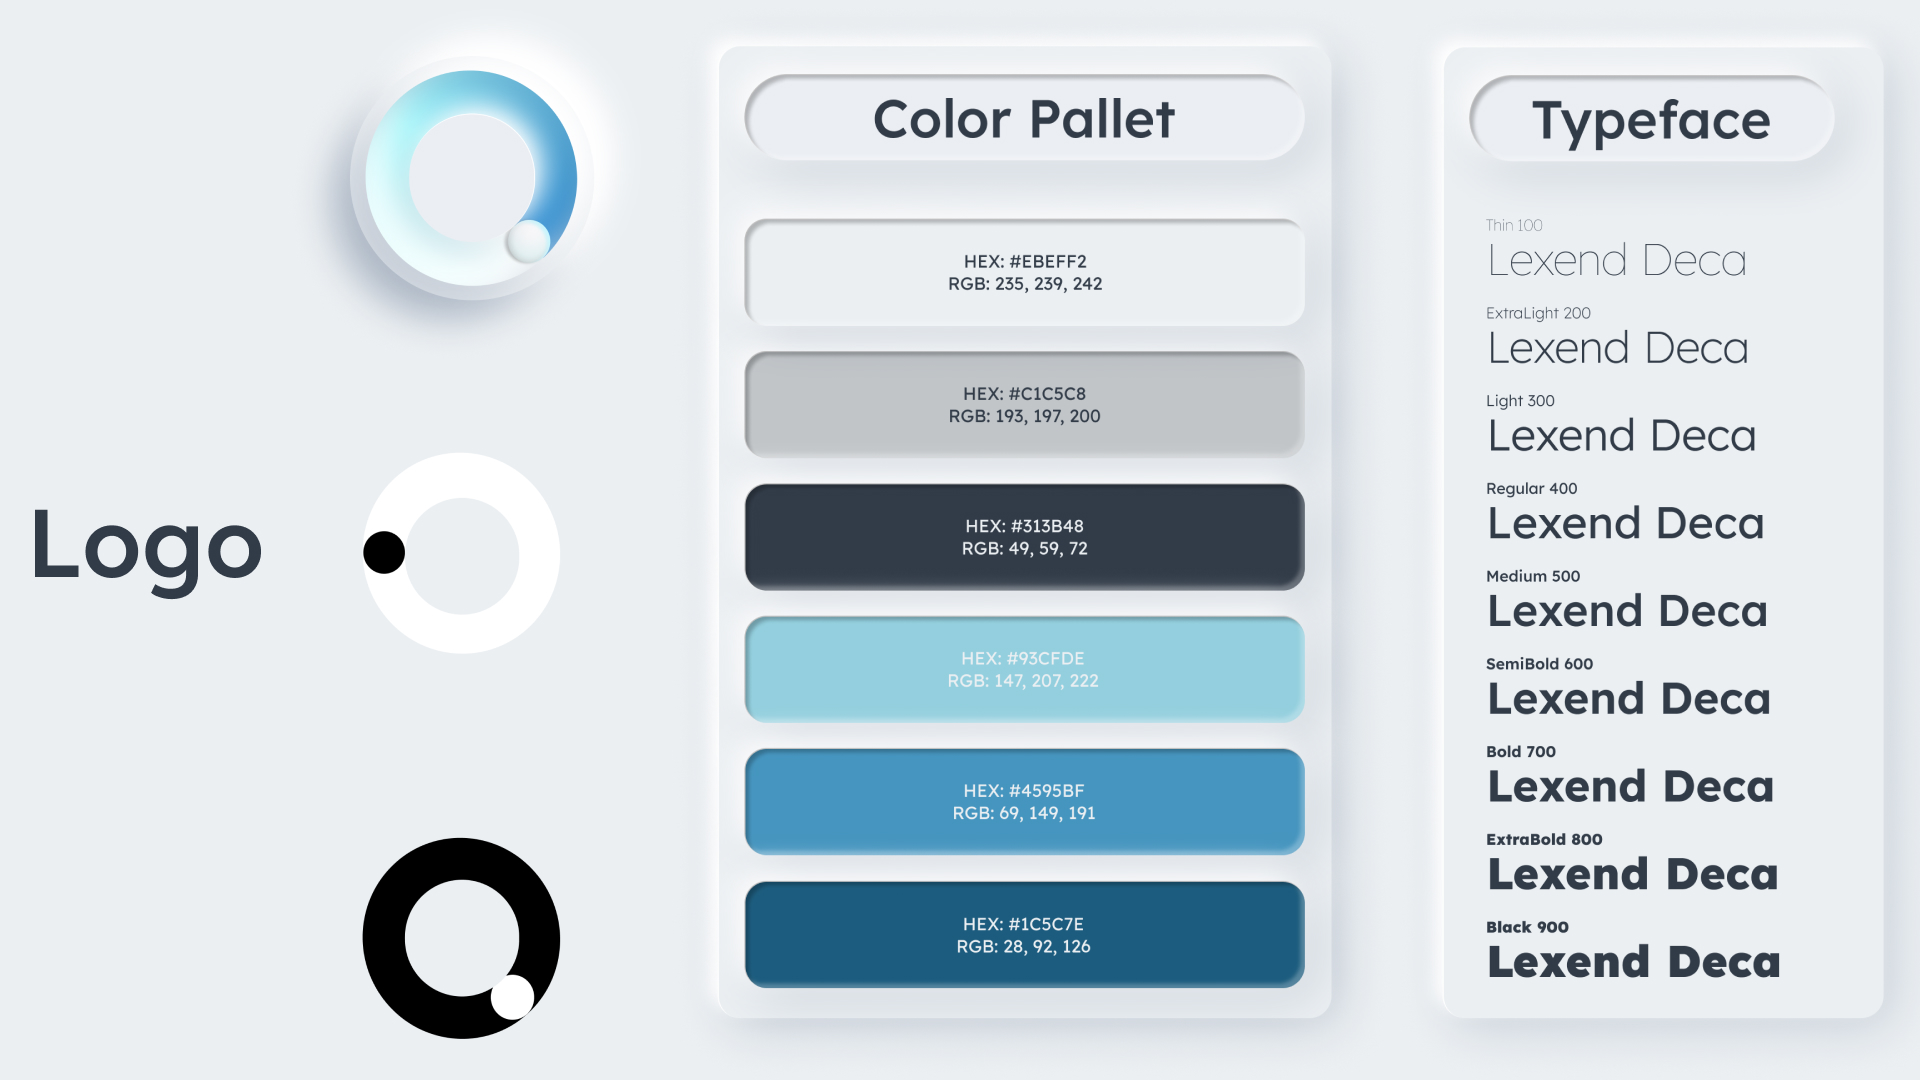 Logo
Color Pallet
HEX: #EBEFF2
RGB: 235, 239, 242
HEX: #C1C5C8
RGB: 193, 197, 200
HEX: #313B48
RGB: 49, 59, 72
HEX: #93CFDE
RGB: 147, 207, 222
HEX: #4595BF
RGB: 69, 149, 191
HEX: #1C5C7E
RGB: 28, 92, 126
Typeface
Thin 100
Lexend Deca
ExtraLight 200
Lexend Deca
Light 300
Lexend Deca
Regular 400
Lexend Deca
Medium 500
Lexend Deca
SemiBold 600
Lexend Deca
Bold 700
Lexend Deca
ExtraBold 800
Lexend Deca
Black 900
Lexend Deca